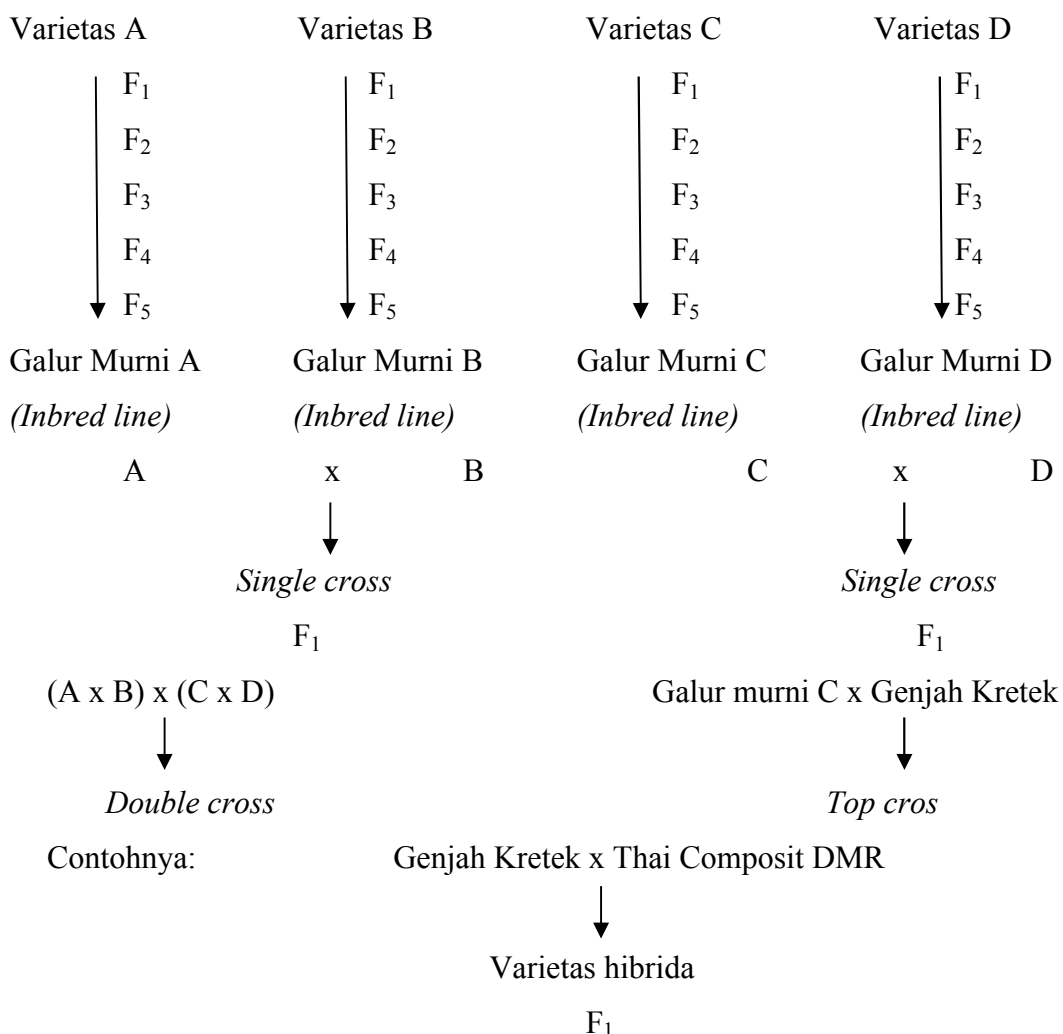 Varietas A Varietas B Varietas C Varietas D
F₁ F₁ F₁ F₁
F₂ F₂ F₂ F₂
F₃ F₃ F₃ F₃
F₄ F₄ F₄ F₄
F₅ F₅ F₅ F₅
Galur Murni A Galur Murni B Galur Murni C Galur Murni D
(Inbred line) (Inbred line) (Inbred line) (Inbred line)
A x B C x D
Single cross Single cross
F₁ F₁
(A x B) x (C x D) Galur murni C x Genjah Kretek
Double cross Top cros
Contohnya: Genjah Kretek x Thai Composit DMR
Varietas hibrida
F₁